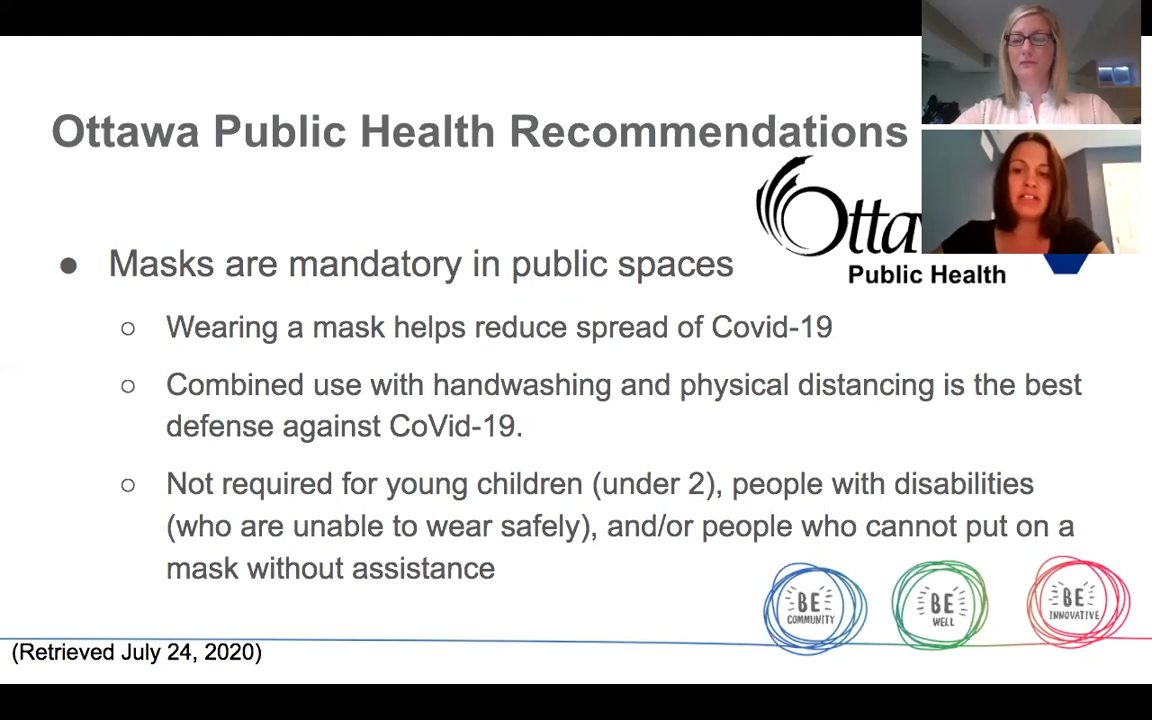 Ottawa Public Health Recommendations
Otta
Public Health
● Masks are mandatory in public spaces
○ Wearing a mask helps reduce spread of Covid-19
○ Combined use with handwashing and physical distancing is the best
defense against CoVid-19.
○ Not required for young children (under 2), people with disabilities
(who are unable to wear safely), and/or people who cannot put on a
mask without assistance
BE
COMMUNITY
BE
WELL
BE
INNOVATIVE
(Retrieved July 24, 2020)